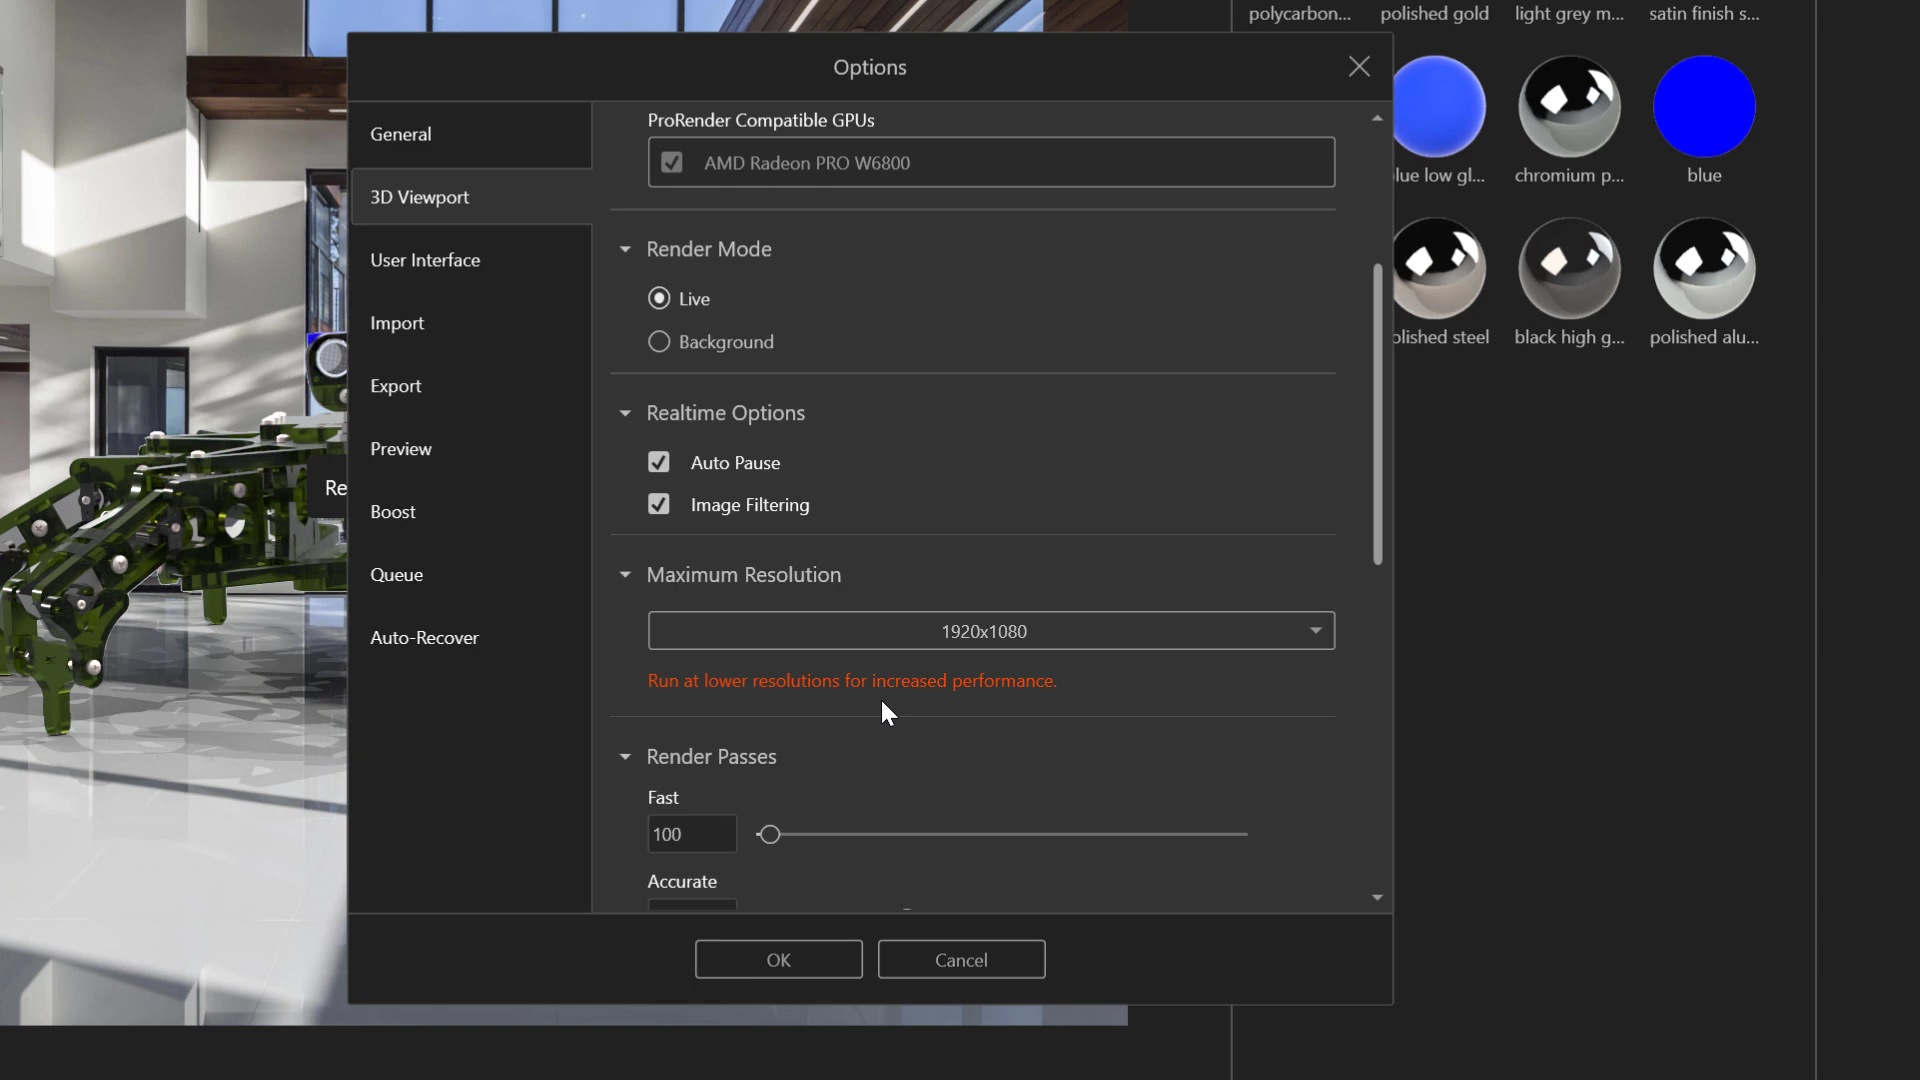 polycarbon... polished gold light grey m... satin finish s...
Options
General
3D Viewport
User Interface
Import
Export
Preview
Boost
Queue
Auto-Recover
ProRender Compatible GPUs
AMD Radeon PRO W6800
Render Mode
Live
Background
Realtime Options
Auto Pause
Image Filtering
Maximum Resolution
1920x1080
Run at lower resolutions for increased performance.
Render Passes
Fast
100
Accurate
OK Cancel
lue low gl... chromium p... blue
olished steel black high g... polished alu...
Re